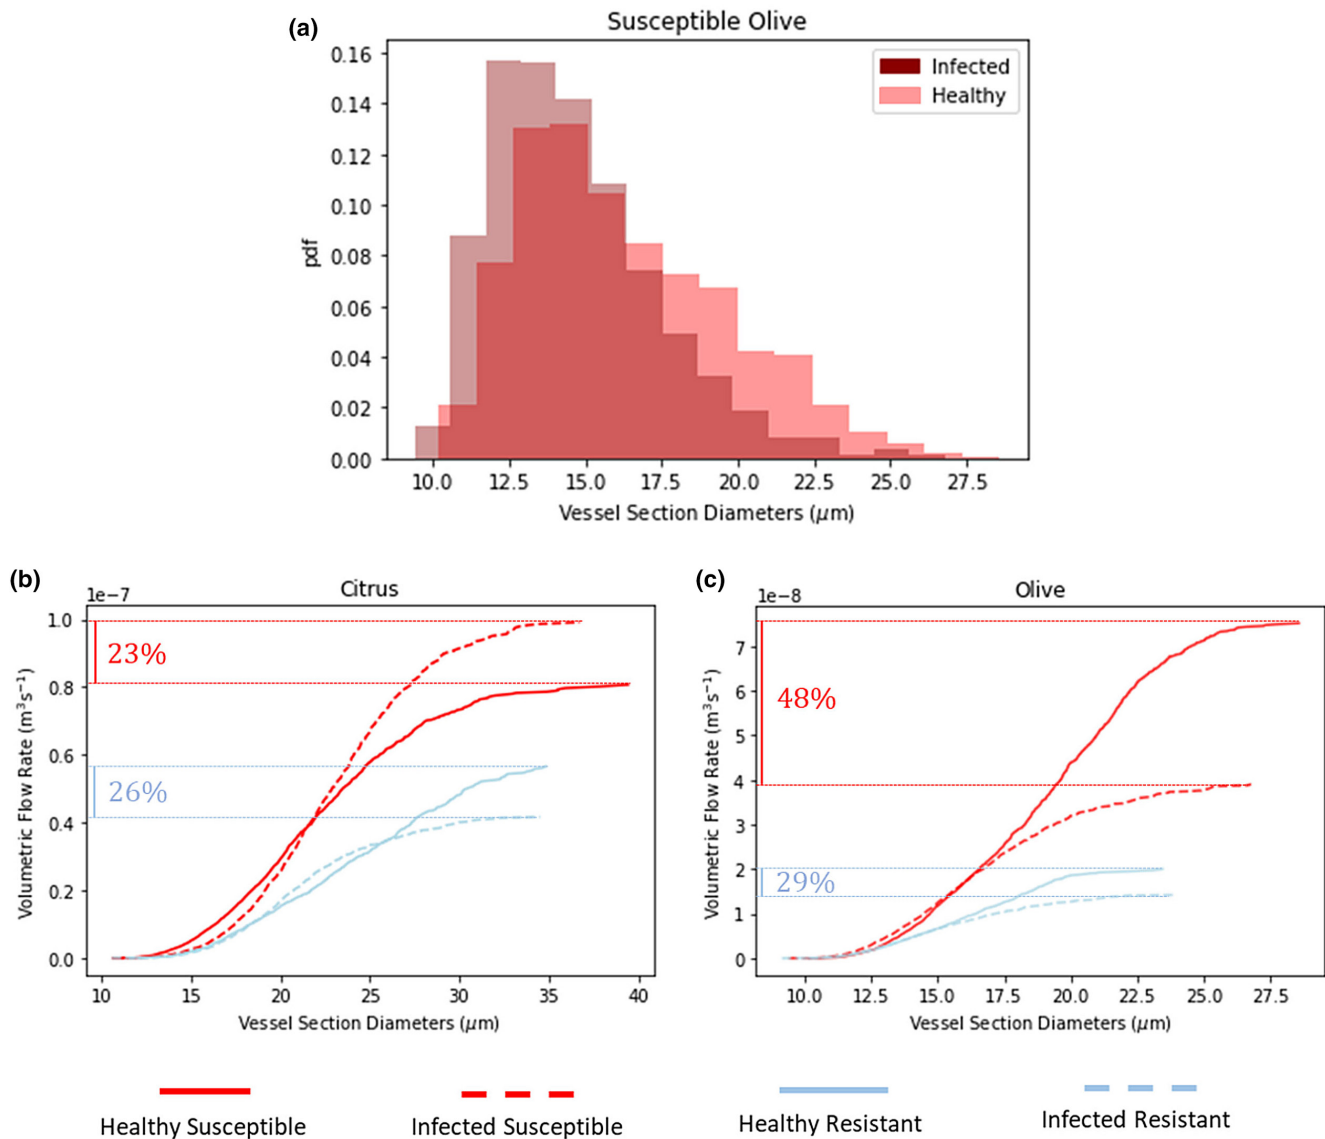 (a)
Susceptible Olive
Infected
Healthy
0.16
0.14
0.12
0.10
0.08
0.06
0.04
0.02
0.00
pdf
10.0 12.5 15.0 17.5 20.0 22.5 25.0 27.5
Vessel Section Diameters (μm)
(b)
Citrus
1e−7
1.0
0.8
0.6
0.4
0.2
0.0
23%
26%
Volumetric Flow Rate (m³s⁻¹)
10 15 20 25 30 35 40
Vessel Section Diameters (μm)
(c)
Olive
1e−8
7
6
5
4
3
2
1
0
48%
29%
Volumetric Flow Rate (m³s⁻¹)
10.0 12.5 15.0 17.5 20.0 22.5 25.0 27.5
Vessel Section Diameters (μm)
Healthy Susceptible
Infected Susceptible
Healthy Resistant
Infected Resistant